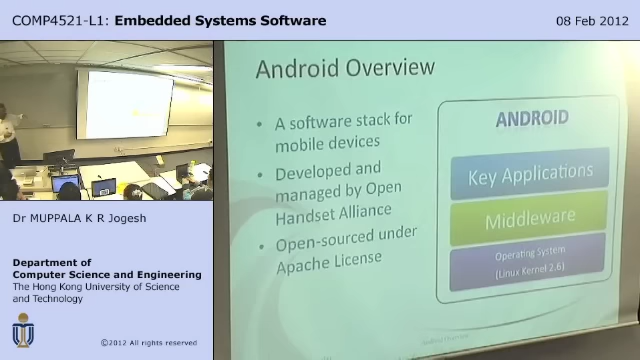 COMP4521-L1: Embedded Systems Software
08 Feb 2012
Android Overview
• A software stack for
mobile devices
• Developed and
managed by Open
Handset Alliance
• Open-sourced under
Apache License
ANDROID
Key Applications
Middleware
Operating System
(Linux Kernel 2.6)
Dr MUPPALA K R Jogesh
Department of
Computer Science and Engineering
The Hong Kong University of Science
and Technology
©2012 All rights reserved